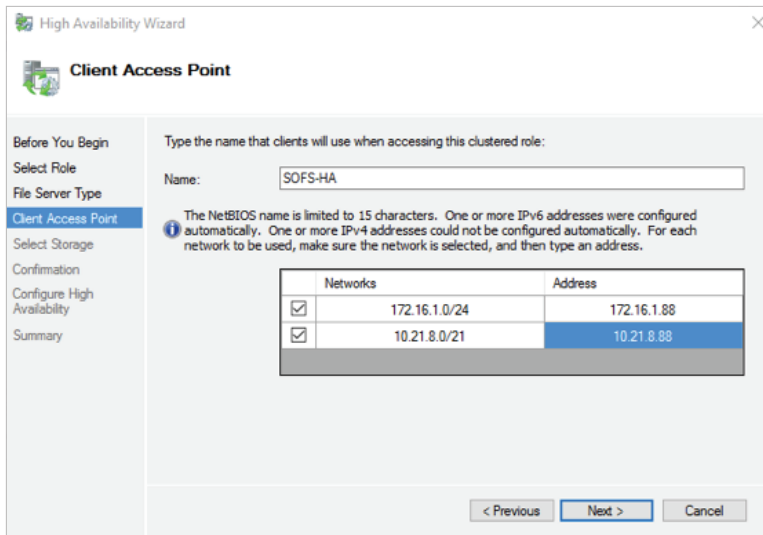 High Availability Wizard
Client Access Point
Before You Begin
Select Role
File Server Type
Client Access Point
Select Storage
Confirmation
Configure High
Availability
Summary
Type the name that clients will use when accessing this clustered role:
Name: SOFS-HA
The NetBIOS name is limited to 15 characters. One or more IPv6 addresses were configured
automatically. One or more IPv4 addresses could not be configured automatically. For each
network to be used, make sure the network is selected, and then type an address.
Networks Address
172.16.1.0/24 172.16.1.88
10.21.8.0/21 10.21.8.88
< Previous Next > Cancel